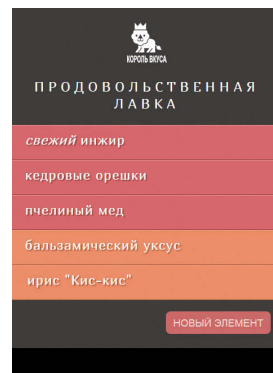 КОРОЛЬ ВКУСА
ПРОДОВОЛЬСТВЕННАЯ
ЛАВКА
свежий инжир
кедровые орешки
пчелиный мед
бальзамический уксус
ирис "Кис-кис"
НОВЫЙ ЭЛЕМЕНТ